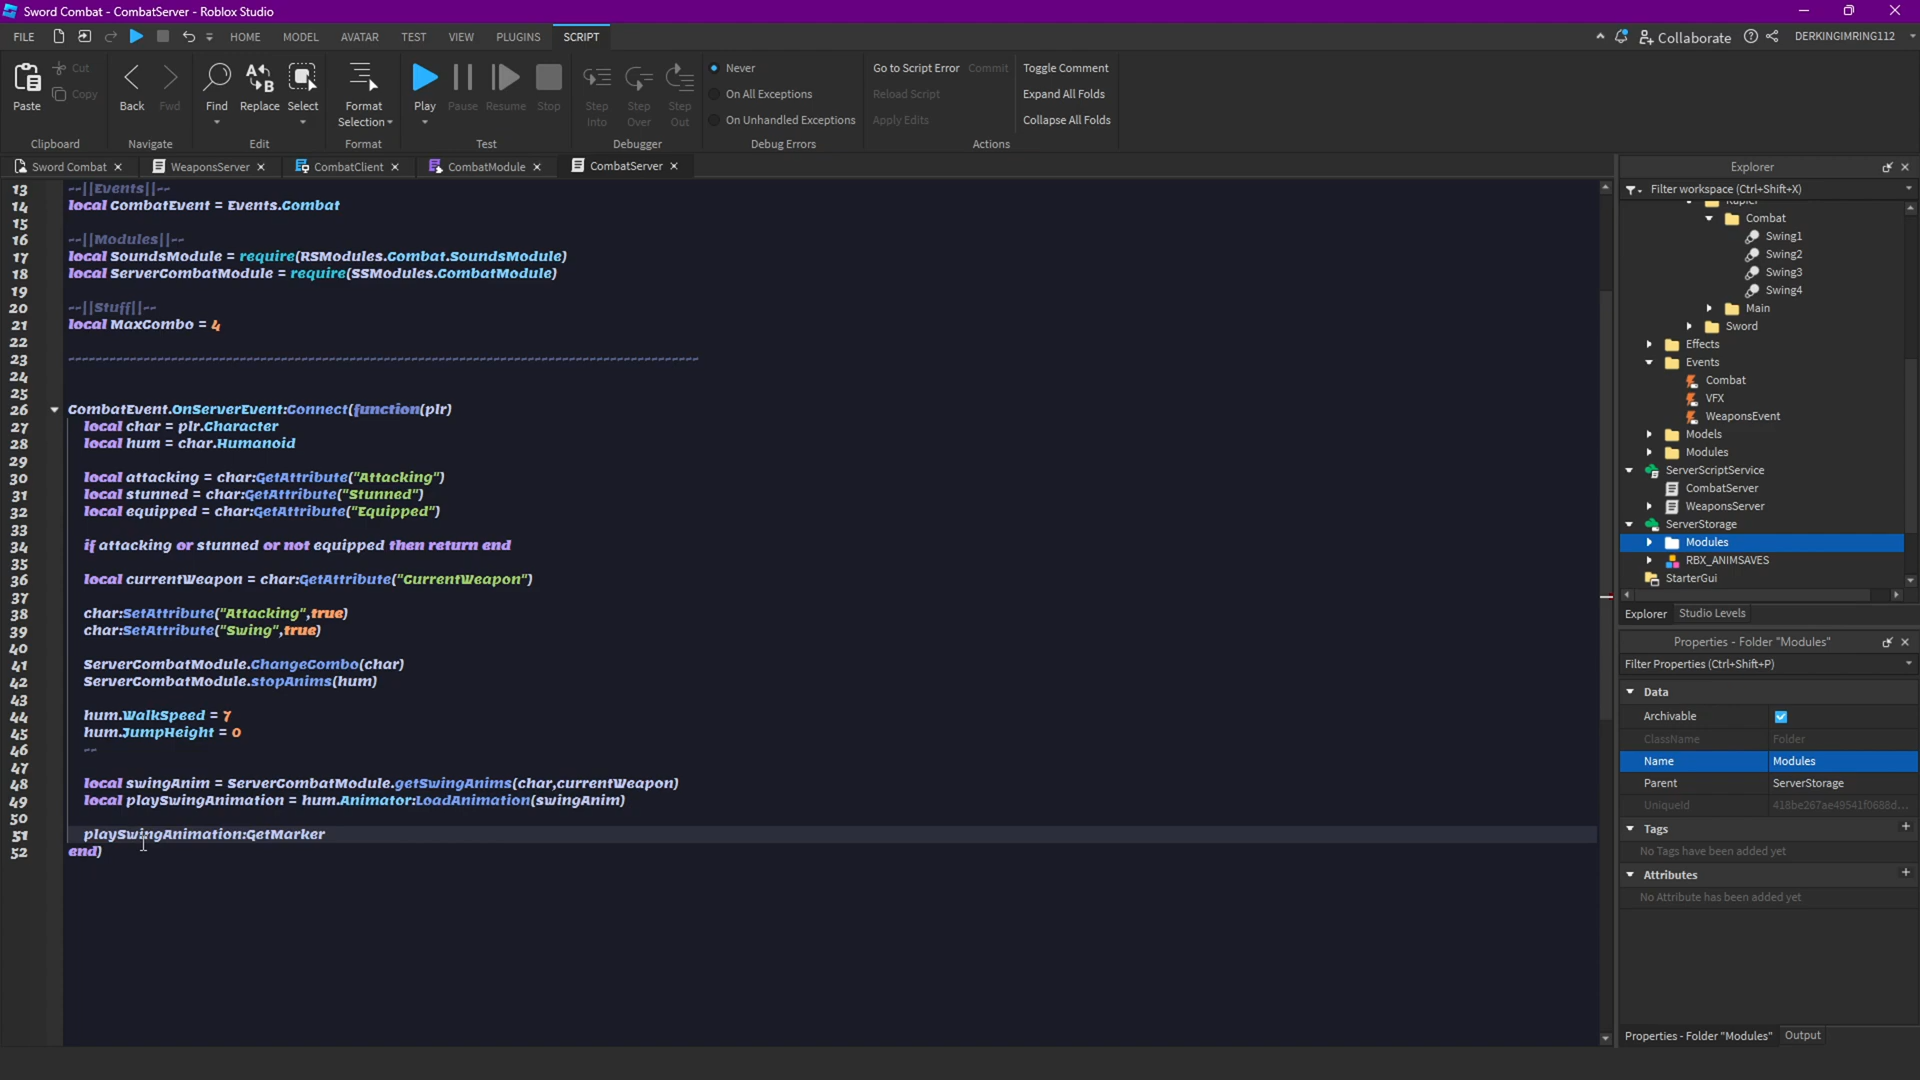 Sword Combat - CombatServer - Roblox Studio
FILE HOME MODEL AVATAR TEST VIEW PLUGINS SCRIPT Collaborate DERKINGIMRING112
Paste Cut Copy Back Fwd Find Replace Select Format Selection Play Pause Resume Stop Step Into Step Over Step Out
Never
On All Exceptions
On Unhandled Exceptions
Go to Script Error Commit
Reload Script
Apply Edits
Toggle Comment
Expand All Folds
Collapse All Folds
Clipboard Navigate Edit Format Test Debugger Debug Errors Actions
Sword Combat WeaponsServer CombatClient CombatModule CombatServer
13 --||Events||--
14 local CombatEvent = Events.Combat
15
16 --||Modules||--
17 local SoundsModule = require(RSModules.Combat.SoundsModule)
18 local ServerCombatModule = require(SSModules.CombatModule)
19
20 --||Stuff||--
21 local MaxCombo = 4
22
23
24
25
26 CombatEvent.OnServerEvent:Connect(function(plr)
27 local char = plr.Character
28 local hum = char.Humanoid
29
30 local attacking = char:GetAttribute("Attacking")
31 local stunned = char:GetAttribute("Stunned")
32 local equipped = char:GetAttribute("Equipped")
33
34 if attacking or stunned or not equipped then return end
35
36 local currentWeapon = char:GetAttribute("CurrentWeapon")
37
38 char:SetAttribute("Attacking",true)
39 char:SetAttribute("Swing",true)
40
41 ServerCombatModule.ChangeCombo(char)
42 ServerCombatModule.stopAnims(hum)
43
44 hum.WalkSpeed = 7
45 hum.JumpHeight = 0
46 --
47
48 local swingAnim = ServerCombatModule.getSwingAnims(char,currentWeapon)
49 local playSwingAnimation = hum.Animator:LoadAnimation(swingAnim)
50
51 playSwingAnimation:GetMarker
52 end)
Explorer
Filter workspace (Ctrl+Shift+X)
Rapier
Combat
Swing1
Swing2
Swing3
Swing4
Main
Sword
Effects
Events
Combat
VFX
WeaponsEvent
Models
Modules
ServerScriptService
CombatServer
WeaponsServer
ServerStorage
Modules
RBX_ANIMSAVES
StarterGui
Explorer Studio Levels
Properties - Folder "Modules"
Filter Properties (Ctrl+Shift+P)
Data
Archivable
ClassName Folder
Name Modules
Parent ServerStorage
UniqueId 418be267ae49541f0688d...
Tags
No Tags have been added yet
Attributes
No Attribute has been added yet
Properties - Folder "Modules" Output